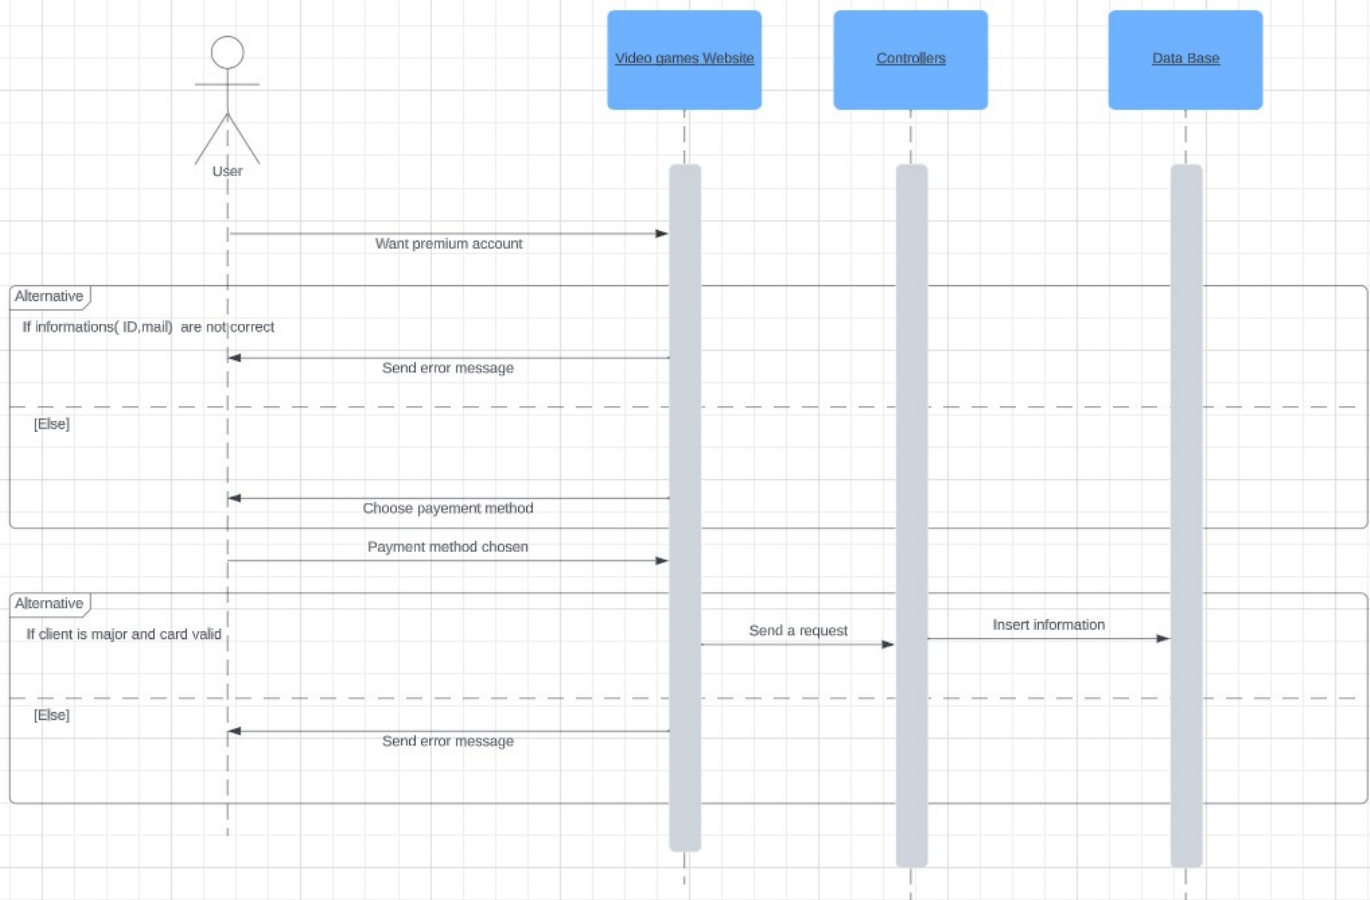 Video games Website
Controllers
Data Base
User
Want premium account
Alternative
If informations( ID,mail)  are not correct
Send error message
[Else]
Choose payement method
Payment method chosen
Alternative
If client is major and card valid
Send a request
Insert information
[Else]
Send error message